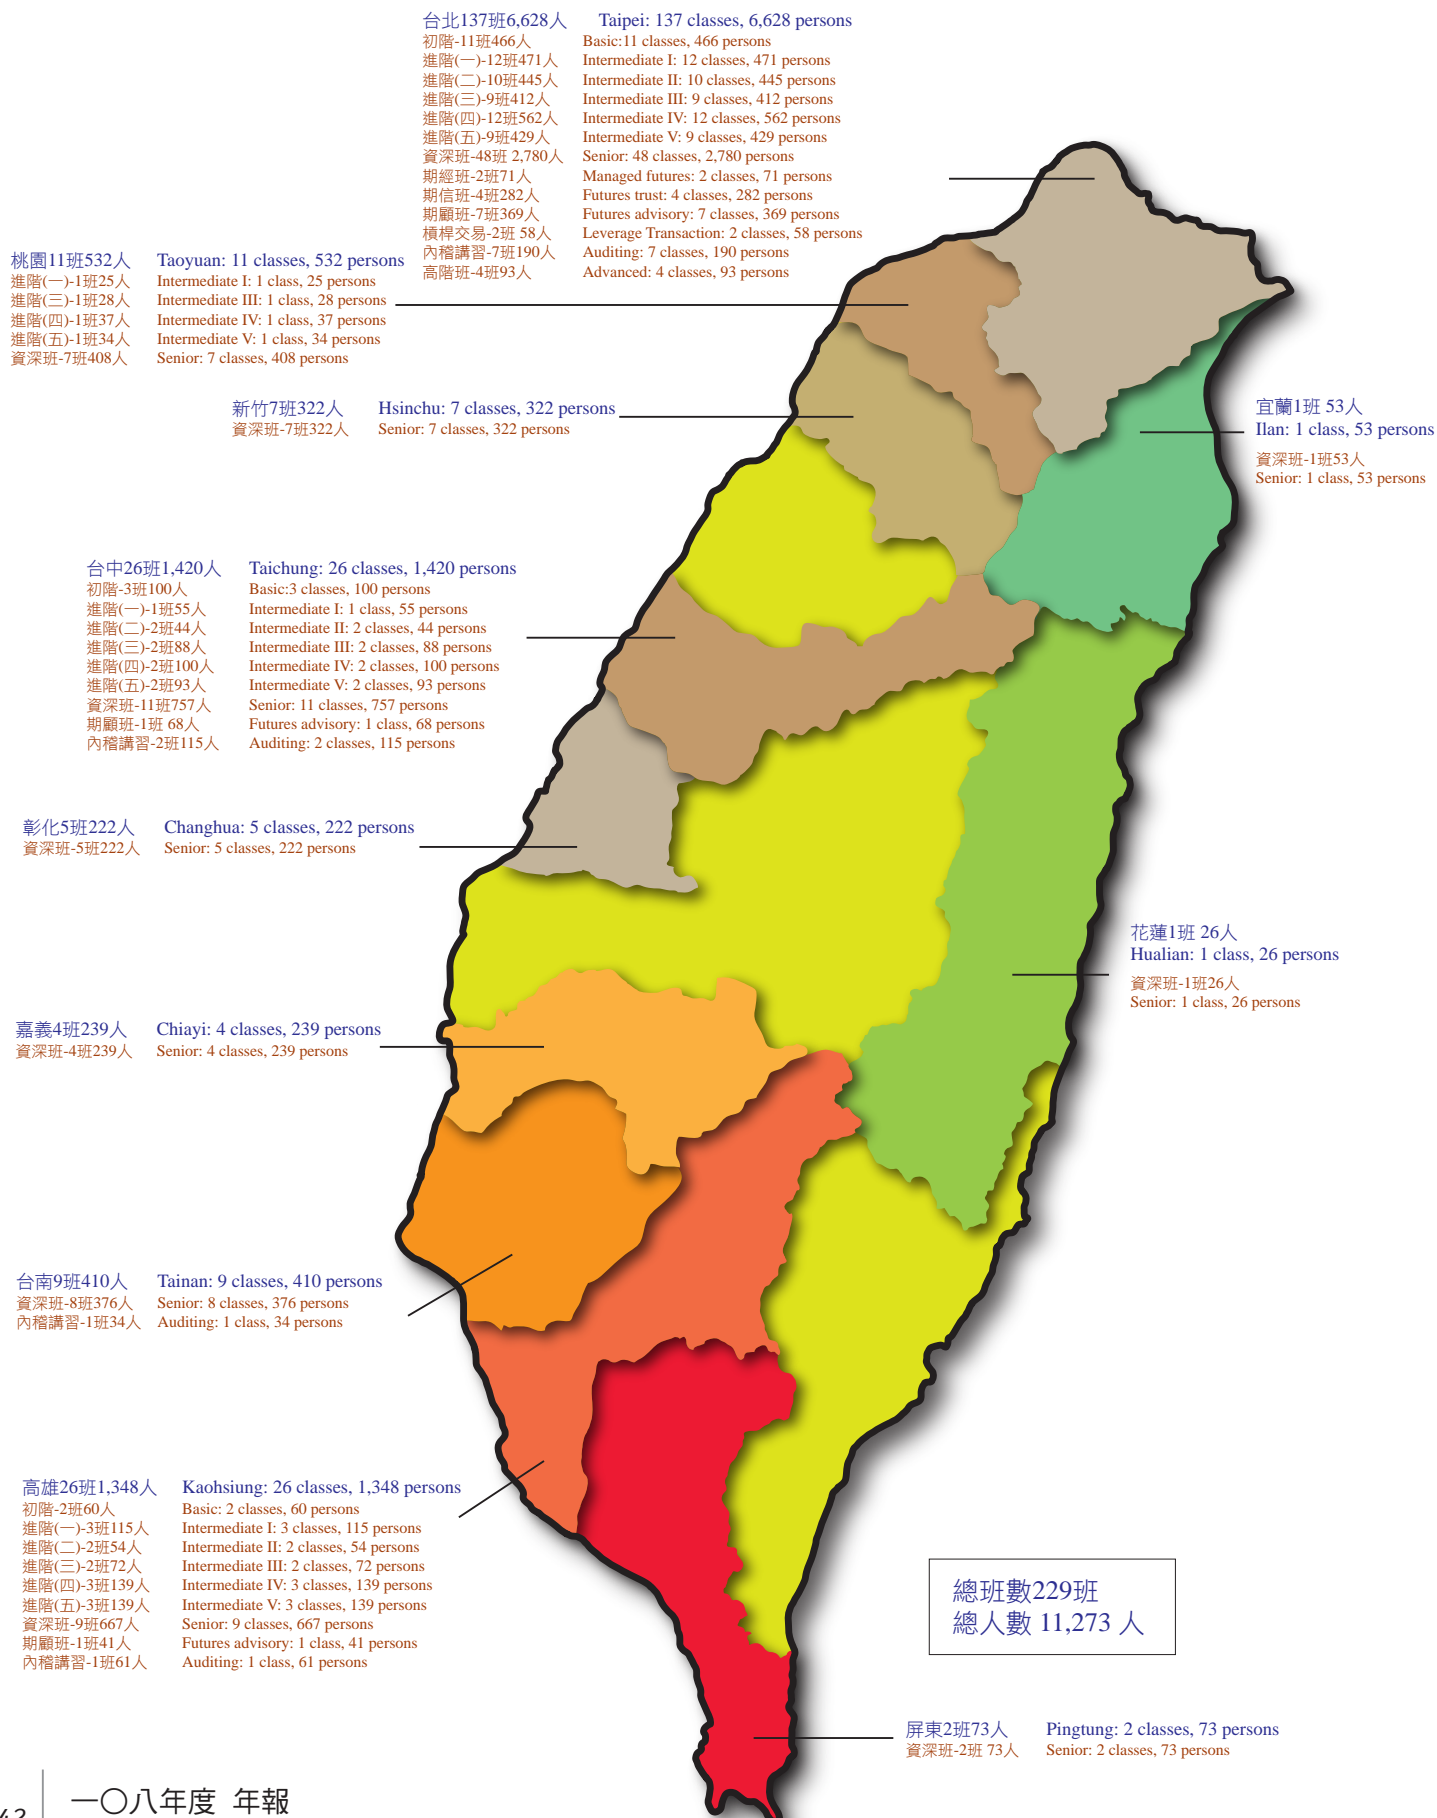 台北137班6,628人 Taipei: 137 classes, 6,628 persons
初階-11班466人 Basic:11 classes, 466 persons
進階(一)-12班471人 Intermediate I: 12 classes, 471 persons
進階(二)-10班445人 Intermediate II: 10 classes, 445 persons
進階(三)-9班412人 Intermediate III: 9 classes, 412 persons
進階(四)-12班562人 Intermediate IV: 12 classes, 562 persons
進階(五)-9班429人 Intermediate V: 9 classes, 429 persons
資深班-48班 2,780人 Senior: 48 classes, 2,780 persons
期經班-2班71人 Managed futures: 2 classes, 71 persons
期信班-4班282人 Futures trust: 4 classes, 282 persons
期顧班-7班369人 Futures advisory: 7 classes, 369 persons
槓桿交易-2班 58人 Leverage Transaction: 2 classes, 58 persons
內稽講習-7班190人 Auditing: 7 classes, 190 persons
高階班-4班93人 Advanced: 4 classes, 93 persons
桃園11班532人 Taoyuan: 11 classes, 532 persons
進階(一)-1班25人 Intermediate I: 1 class, 25 persons
進階(三)-1班28人 Intermediate III: 1 class, 28 persons
進階(四)-1班37人 Intermediate IV: 1 class, 37 persons
進階(五)-1班34人 Intermediate V: 1 class, 34 persons
資深班-7班408人 Senior: 7 classes, 408 persons
新竹7班322人 Hsinchu: 7 classes, 322 persons
資深班-7班322人 Senior: 7 classes, 322 persons
宜蘭1班 53人
Ilan: 1 class, 53 persons
資深班-1班53人
Senior: 1 class, 53 persons
台中26班1,420人 Taichung: 26 classes, 1,420 persons
初階-3班100人 Basic:3 classes, 100 persons
進階(一)-1班55人 Intermediate I: 1 class, 55 persons
進階(二)-2班44人 Intermediate II: 2 classes, 44 persons
進階(三)-2班88人 Intermediate III: 2 classes, 88 persons
進階(四)-2班100人 Intermediate IV: 2 classes, 100 persons
進階(五)-2班93人 Intermediate V: 2 classes, 93 persons
資深班-11班757人 Senior: 11 classes, 757 persons
期顧班-1班 68人 Futures advisory: 1 class, 68 persons
內稽講習-2班115人 Auditing: 2 classes, 115 persons
彰化5班222人 Changhua: 5 classes, 222 persons
資深班-5班222人 Senior: 5 classes, 222 persons
花蓮1班 26人
Hualian: 1 class, 26 persons
資深班-1班26人
Senior: 1 class, 26 persons
嘉義4班239人 Chiayi: 4 classes, 239 persons
資深班-4班239人 Senior: 4 classes, 239 persons
台南9班410人 Tainan: 9 classes, 410 persons
資深班-8班376人 Senior: 8 classes, 376 persons
內稽講習-1班34人 Auditing: 1 class, 34 persons
高雄26班1,348人 Kaohsiung: 26 classes, 1,348 persons
初階-2班60人 Basic: 2 classes, 60 persons
進階(一)-3班115人 Intermediate I: 3 classes, 115 persons
進階(二)-2班54人 Intermediate II: 2 classes, 54 persons
進階(三)-2班72人 Intermediate III: 2 classes, 72 persons
進階(四)-3班139人 Intermediate IV: 3 classes, 139 persons
進階(五)-3班139人 Intermediate V: 3 classes, 139 persons
資深班-9班667人 Senior: 9 classes, 667 persons
期顧班-1班41人 Futures advisory: 1 class, 41 persons
內稽講習-1班61人 Auditing: 1 class, 61 persons
總班數229班
總人數 11,273 人
屏東2班73人 Pingtung: 2 classes, 73 persons
資深班-2班 73人 Senior: 2 classes, 73 persons
42 一〇八年度 年報